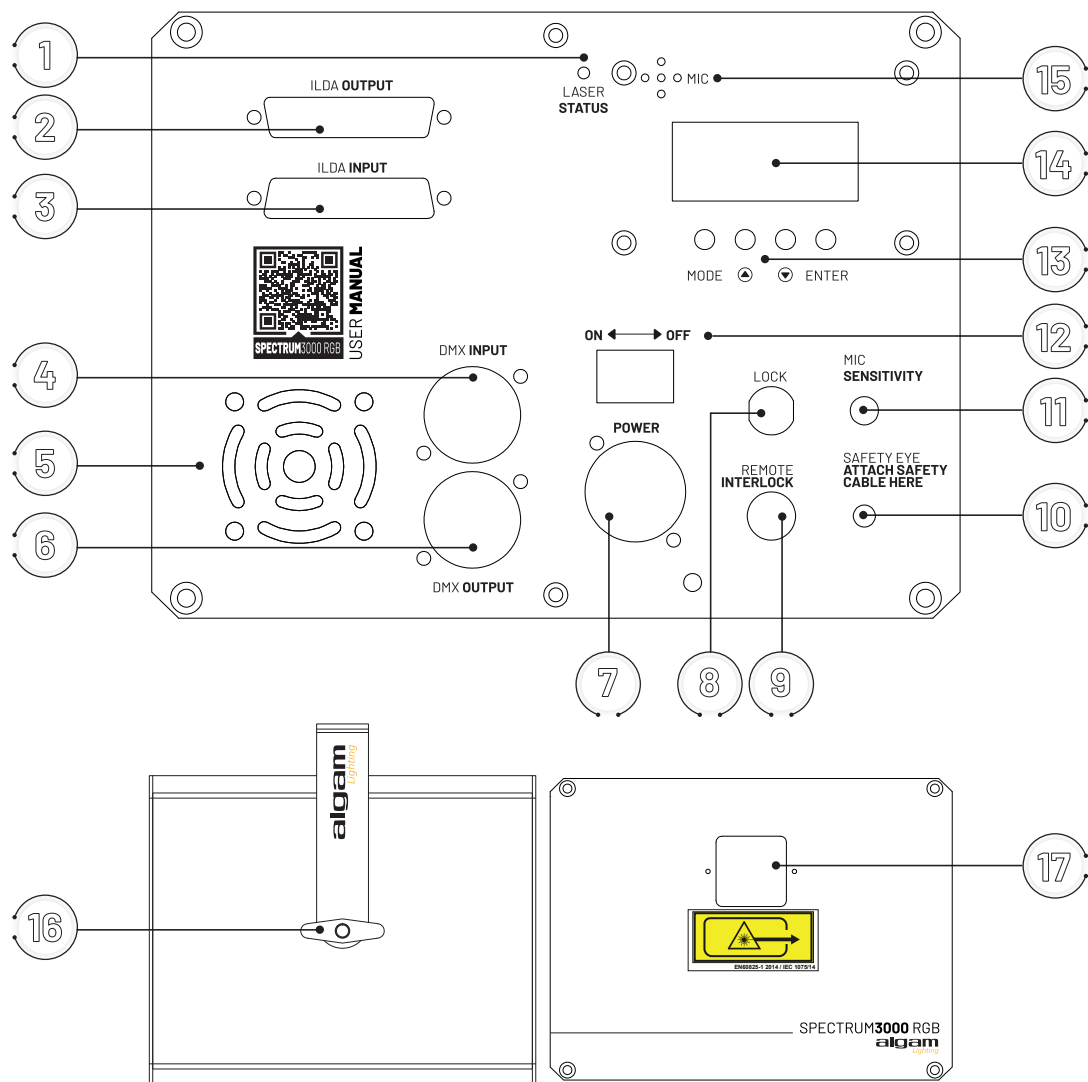 1
LASER
STATUS
MIC
15
ILDA OUTPUT
2
14
ILDA INPUT
3
MODE
ENTER
13
USER MANUAL
SPECTRUM3000 RGB
ON
OFF
12
DMX INPUT
4
MIC
SENSITIVITY
LOCK
11
POWER
5
SAFETY EYE
ATTACH SAFETY
CABLE HERE
REMOTE
INTERLOCK
10
6
DMX OUTPUT
7
8
9
algam
Lighting
17
16
EN60825-1 2014 / IEC 1075/14
SPECTRUM3000 RGB
algam
Lighting